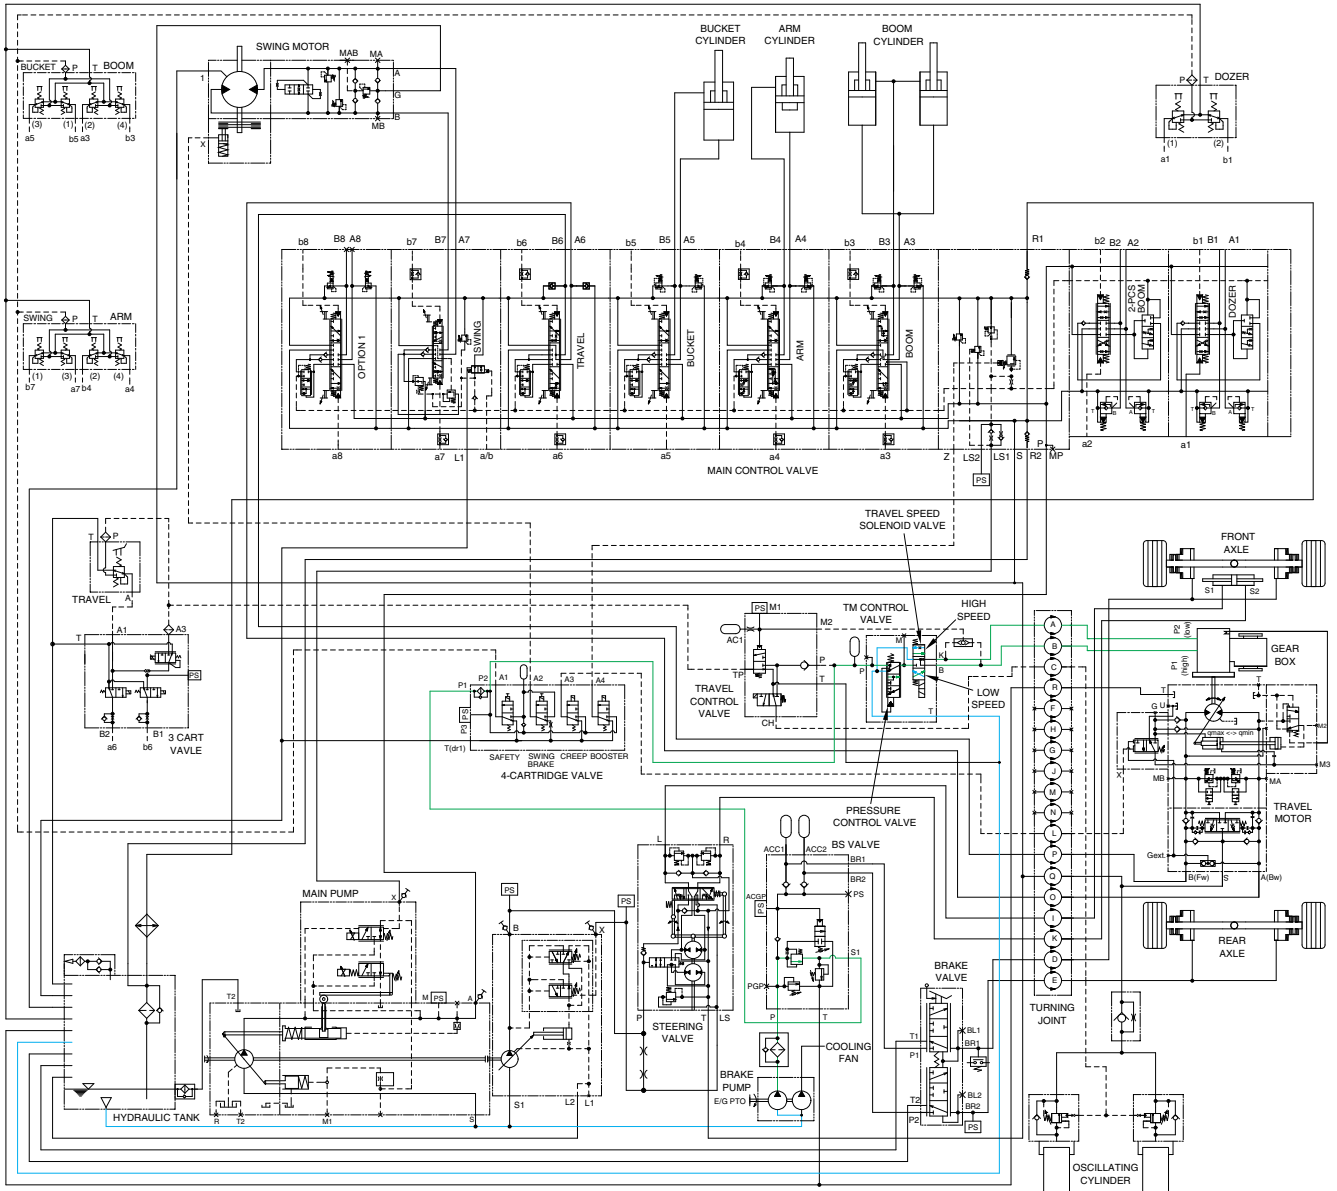 BUCKET P T BOOM
(3) (1) (2) (4)
a5 b5 a3 b3
SWING MOTOR
MAB MA
1
A
G
B
MB
X
BUCKET CYLINDER
ARM CYLINDER
BOOM CYLINDER
P T DOZER
(1) (2)
a1 b1
SWING P T ARM
(1) (3) (2) (4)
b7 a7 b4 a4
b8 B8 A8 b7 B7 A7 b6 B6 A6 b5 B5 A5 b4 B4 A4 b3 B3 A3 R1 b2 B2 A2 b1 B1 A1
OPTION 1
SWING
TRAVEL
BUCKET
ARM
BOOM
2-PCS BOOM
DOZER
T B A T T B A T
a8 a7 L1 a/b a6 a5 a4 a3 Z LS2 LS1 S R2 P MP a2 a1
MAIN CONTROL VALVE
PS
TRAVEL SPEED SOLENOID VALVE
T P
TRAVEL A
T A1 A3
PS
B2 B1
a6 b6
3 CART VAVLE
PS M1
M2
AC1
TP
P
T
CH
TRAVEL CONTROL VALVE
TM CONTROL VALVE
HIGH SPEED
LOW SPEED
M
K
B
P
T
PRESSURE CONTROL VALVE
P1 P2 A1 A2 A3 A4
PS
P3
T(dr1)
SAFETY SWING BRAKE CREEP BOOSTER
4-CARTRIDGE VALVE
A
B
C
R
F
H
G
J
M
N
L
P
Q
O
I
K
D
E
TURNING JOINT
FRONT AXLE
S1 S2
P2 (low)
P1 (high)
GEAR BOX
T
G U
T
qmax <-> qmin
M2
M3
X
MB MA
TRAVEL MOTOR
Gext.
B(Fw) S A(Bw)
REAR AXLE
OSCILLATING CYLINDER
MAIN PUMP
X
T2
M PS
M
A
R T2 M1 S
HYDRAULIC TANK
PS
B X
PS
S1 L2 L1
L R
P T LS
STEERING VALVE
ACC1 ACC2 BS VALVE
BR1
BR2
ACGP
PS
PS
S1
PGP
P T
COOLING FAN
BRAKE PUMP
E/G PTO
BRAKE VALVE
T1
P1
BL1
BR1
T2
P2
BL2
BR2
PS